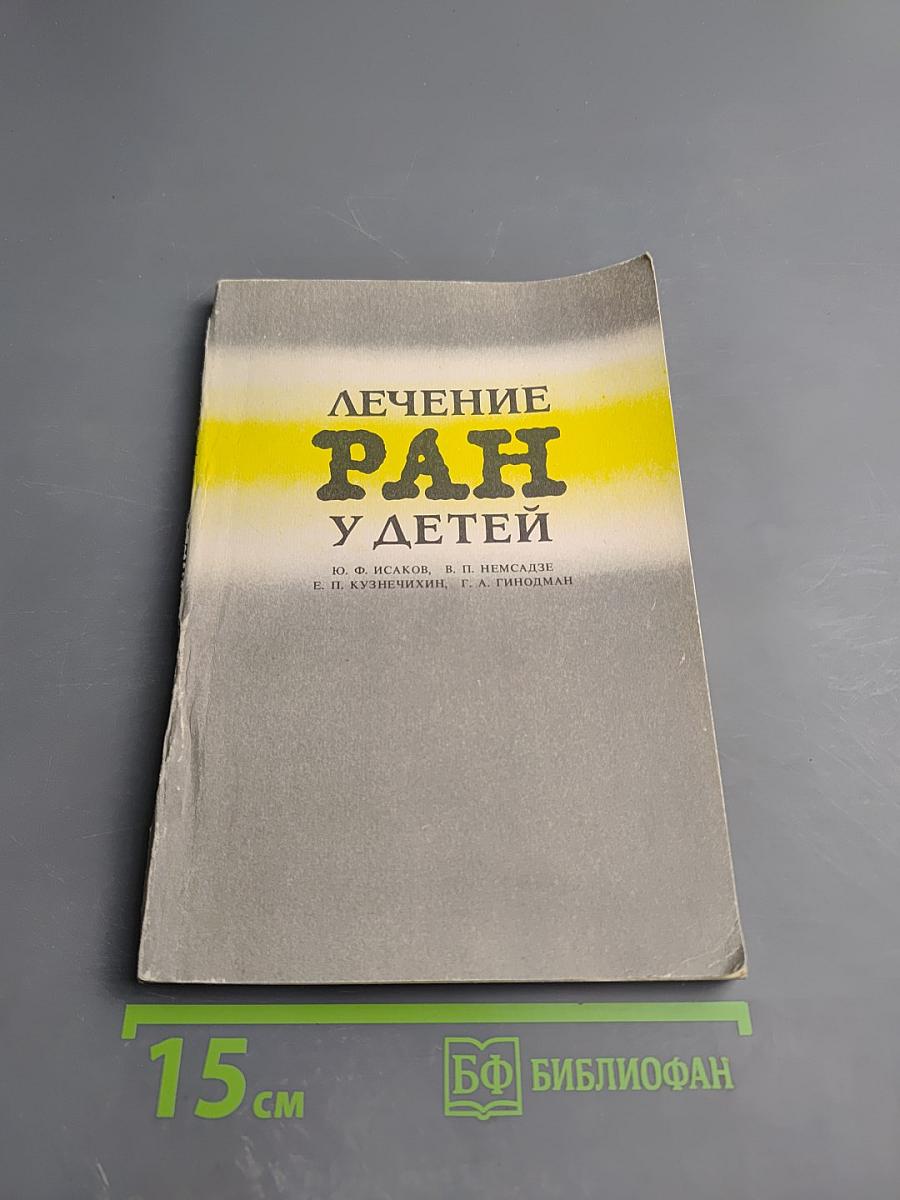 ЛЕЧЕНИЕ
РАН
У ДЕТЕЙ
Ю. Ф. ИСАКОВ, В. П. НЕМСАДЗЕ
Е. П. КУЗНЕЧИХИН, Г. А. ГИНОДМАН
15 см
БФ БИБЛИОФАН